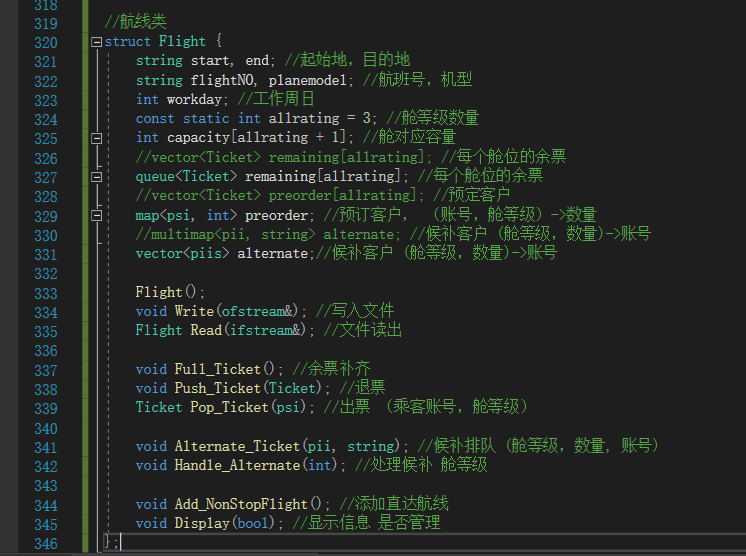 318
319 //航线类
320 struct Flight {
321 string start, end; //起始地，目的地
322 string flightNO, planemodel; //航班号，机型
323 int workday; //工作周日
324 const static int allrating = 3; //舱等级数量
325 int capacity[allrating + 1]; //舱对应容量
326 //vector<Ticket> remaining[allrating]; //每个舱位的余票
327 queue<Ticket> remaining[allrating]; //每个舱位的余票
328 //vector<Ticket> preorder[allrating]; //预定客户
329 map<psi, int> preorder; //预订客户， （账号，舱等级）->数量
330 //multimap<pii, string> alternate; //候补客户 (舱等级，数量)->账号
331 vector<piis> alternate;//候补客户 (舱等级，数量)->账号
332
333 Flight();
334 void Write(ofstream&); //写入文件
335 Flight Read(ifstream&); //文件读出
336
337 void Full_Ticket(); //余票补齐
338 void Push_Ticket(Ticket); //退票
339 Ticket Pop_Ticket(psi); //出票 （乘客账号，舱等级）
340
341 void Alternate_Ticket(pii, string); //候补排队 (舱等级，数量, 账号)
342 void Handle_Alternate(int); //处理候补 舱等级
343
344 void Add_NonStopFlight(); //添加直达航线
345 void Display(bool); //显示信息 是否管理
346 };